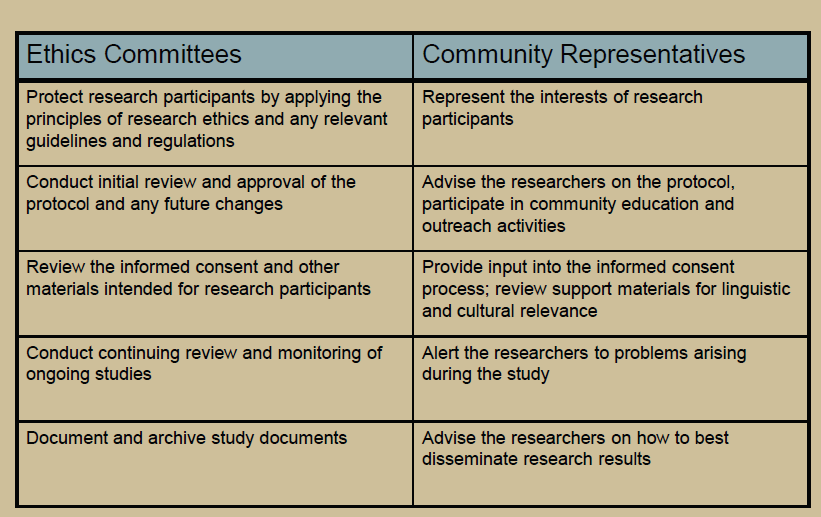 Ethics Committees
Community Representatives
Protect research participants by applying the
principles of research ethics and any relevant
guidelines and regulations
Represent the interests of research
participants
Conduct initial review and approval of the
protocol and any future changes
Advise the researchers on the protocol,
participate in community education and
outreach activities
Review the informed consent and other
materials intended for research participants
Provide input into the informed consent
process; review support materials for linguistic
and cultural relevance
Conduct continuing review and monitoring of
ongoing studies
Alert the researchers to problems arising
during the study
Document and archive study documents
Advise the researchers on how to best
disseminate research results